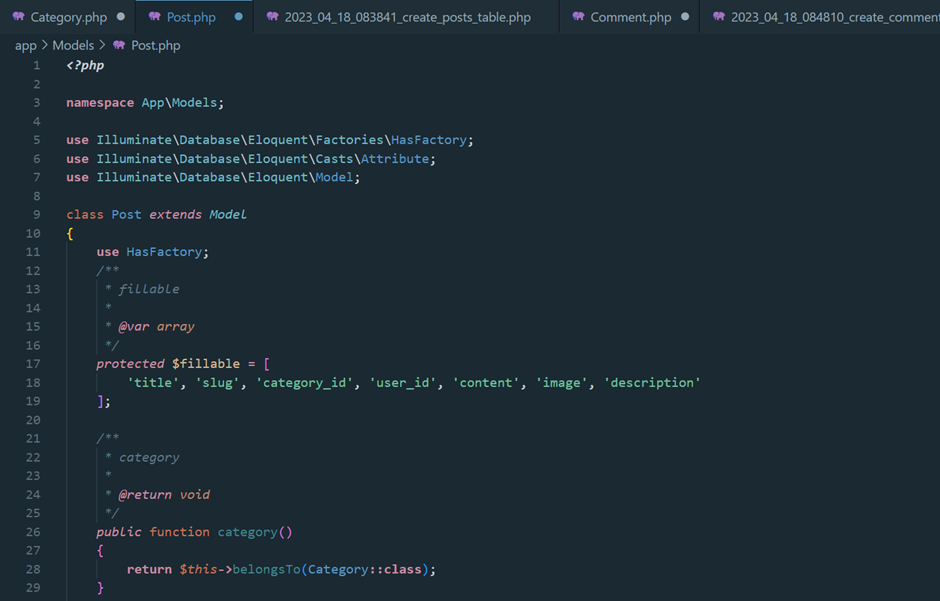 Category.php Post.php 2023_04_18_083841_create_posts_table.php Comment.php 2023_04_18_084810_create_comment
app > Models > Post.php
1 <?php
2
3 namespace App\Models;
4
5 use Illuminate\Database\Eloquent\Factories\HasFactory;
6 use Illuminate\Database\Eloquent\Casts\Attribute;
7 use Illuminate\Database\Eloquent\Model;
8
9 class Post extends Model
10 {
11     use HasFactory;
12     /**
13      * fillable
14      *
15      * @var array
16      */
17     protected $fillable = [
18         'title', 'slug', 'category_id', 'user_id', 'content', 'image', 'description'
19     ];
20
21     /**
22      * category
23      *
24      * @return void
25      */
26     public function category()
27     {
28         return $this->belongsTo(Category::class);
29     }